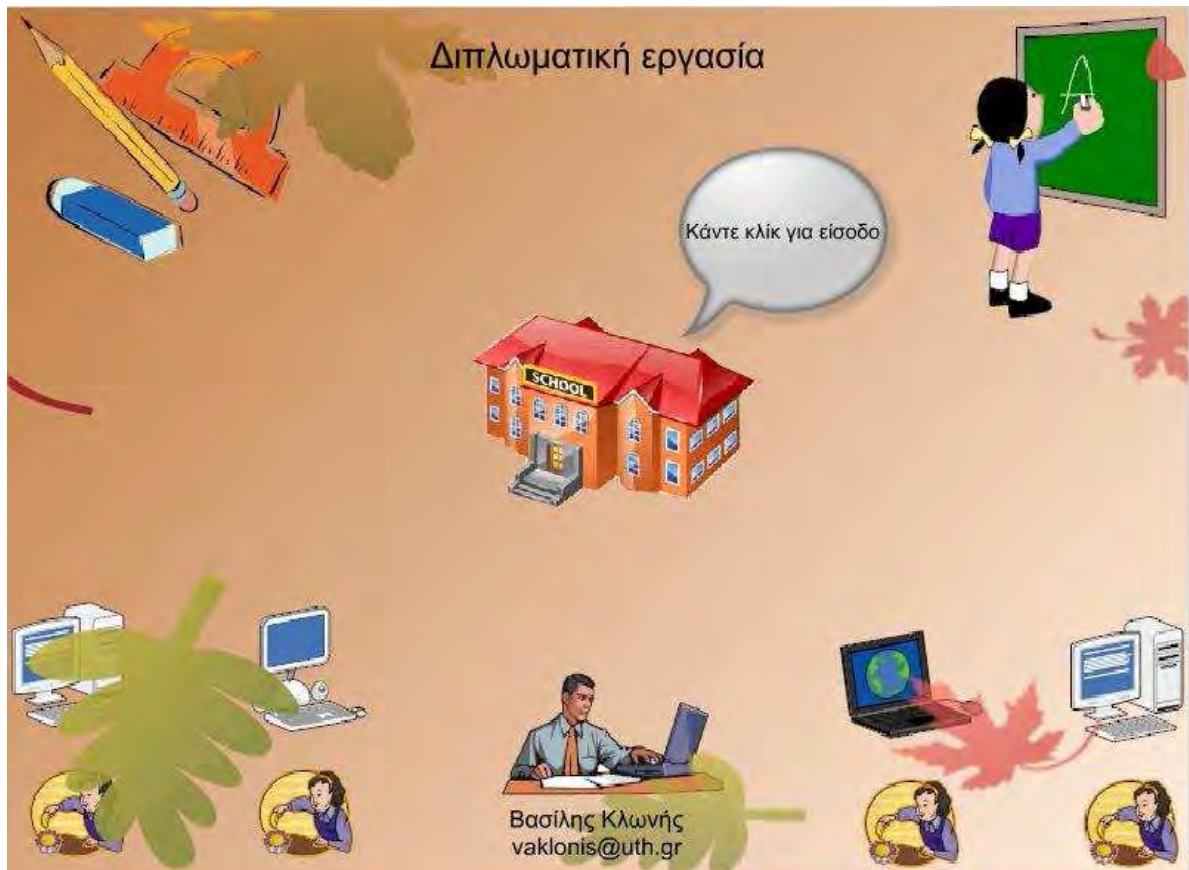 Διπλωματική εργασία
A
Κάντε κλίκ για είσοδο
SCHOOL
Βασίλης Κλωνής
vaklonis@uth.gr